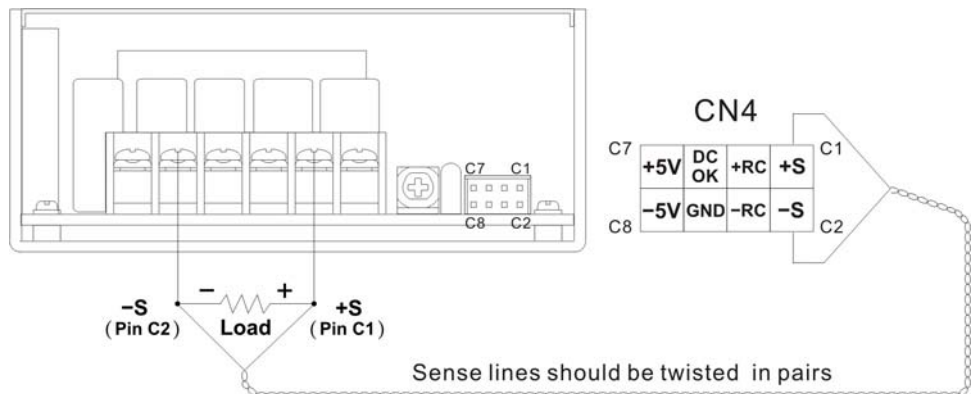 CN4
C7 C1
C8 C2
C7 C1
+5V DC OK +RC +S
−5V GND −RC −S
C8 C2
− +
−S Load +S
(Pin C2) (Pin C1)
Sense lines should be twisted in pairs